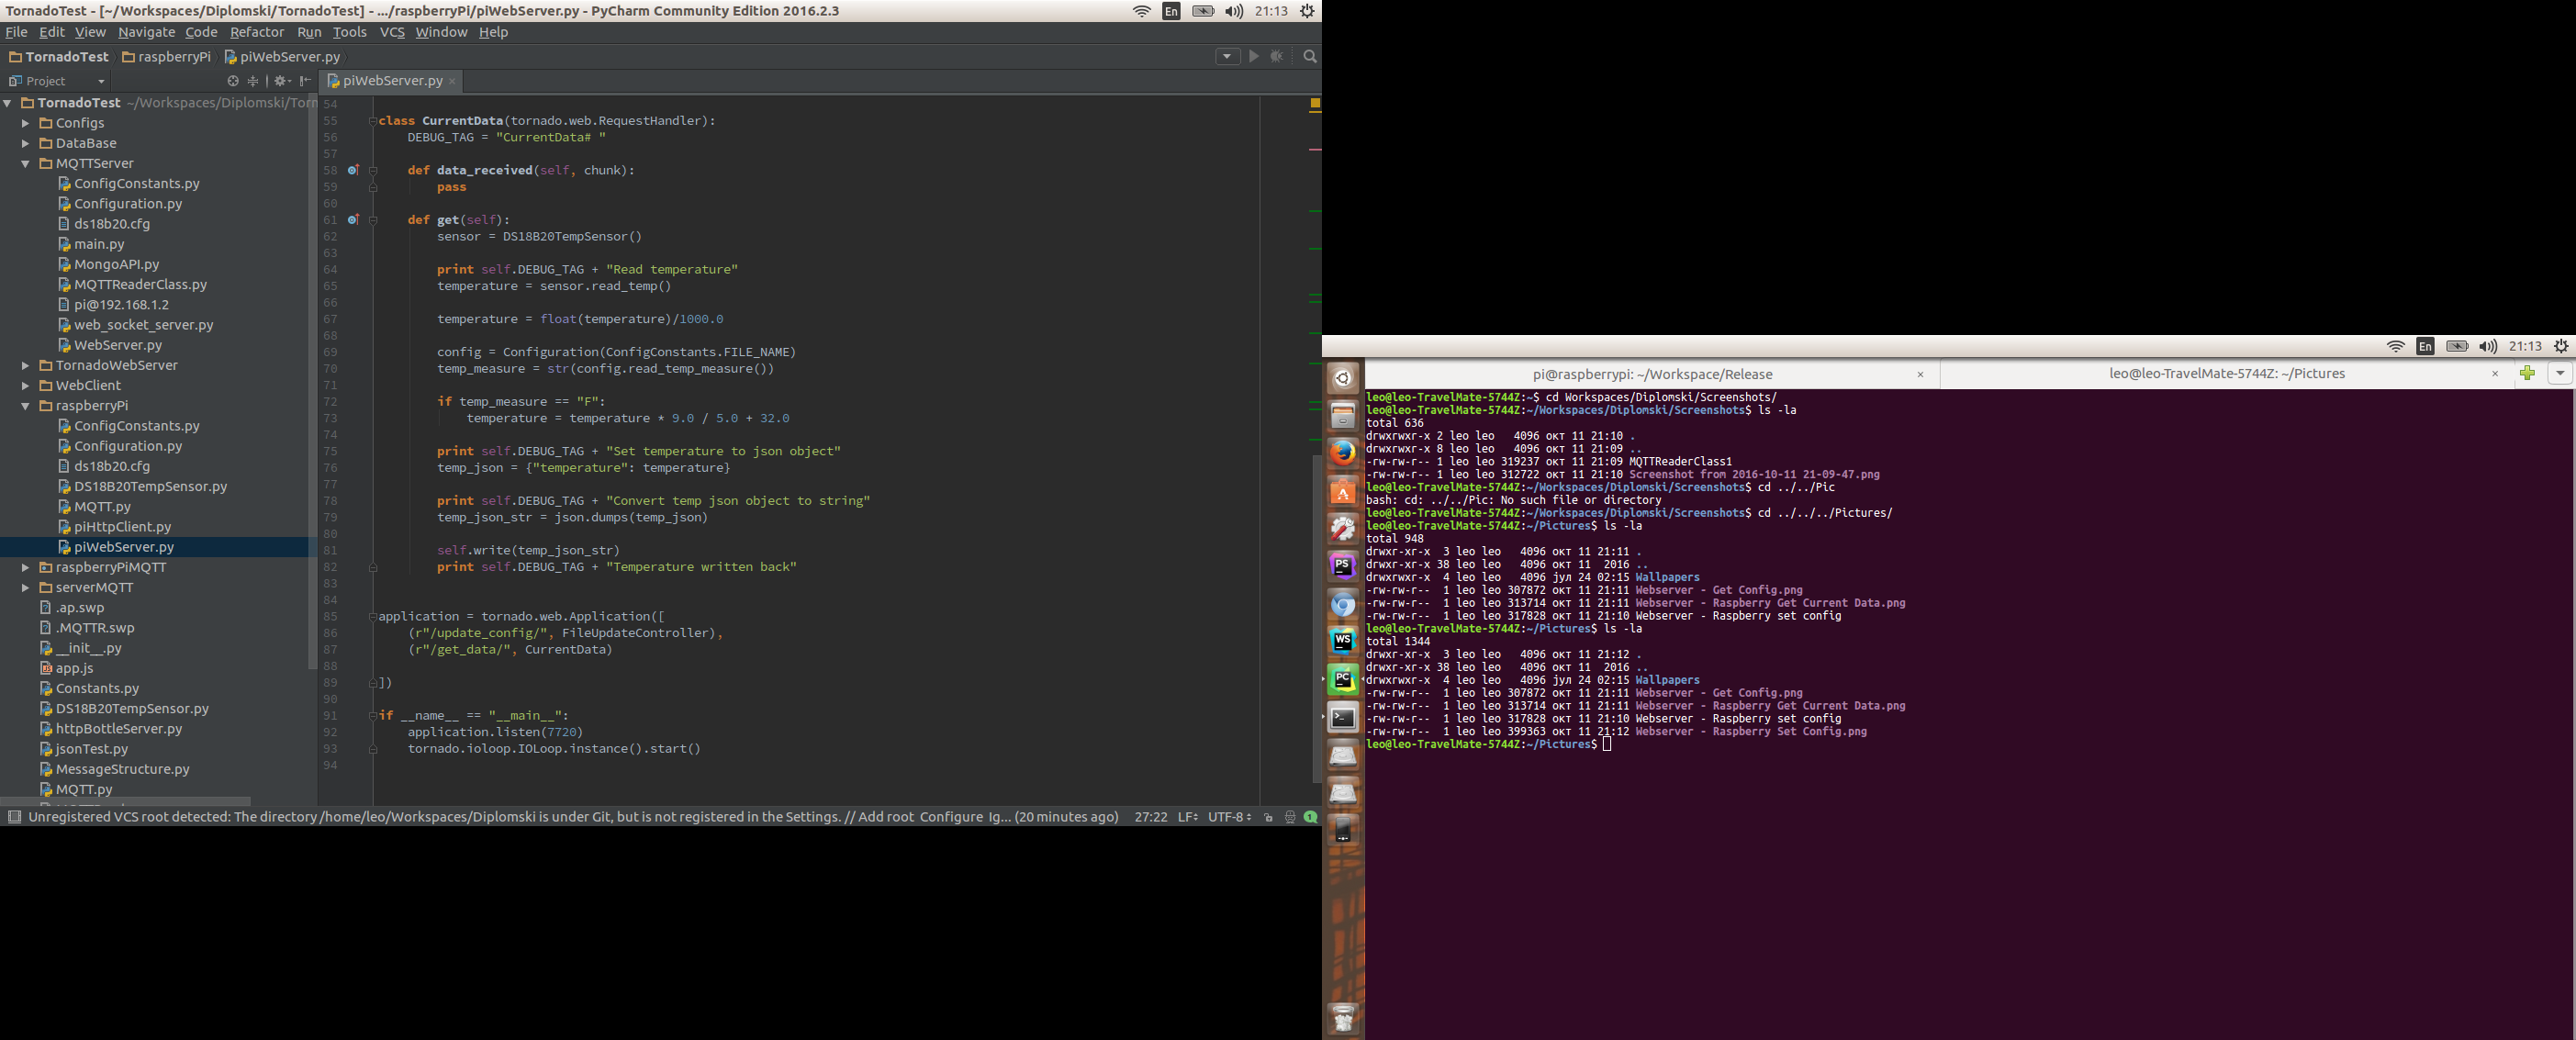 TornadoTest - [~/Workspaces/Diplomski/TornadoTest] - .../raspberryPi/piWebServer.py - PyCharm Community Edition 2016.2.3
En
21:13
File Edit View Navigate Code Refactor Run Tools VCS Window Help
TornadoTest raspberryPi piWebServer.py
Project
piWebServer.py ×
TornadoTest ~/Workspaces/Diplomski/Torn
Configs
DataBase
MQTTServer
ConfigConstants.py
Configuration.py
ds18b20.cfg
main.py
MongoAPI.py
MQTTReaderClass.py
pi@192.168.1.2
web_socket_server.py
WebServer.py
TornadoWebServer
WebClient
raspberryPi
ConfigConstants.py
Configuration.py
ds18b20.cfg
DS18B20TempSensor.py
MQTT.py
piHttpClient.py
piWebServer.py
raspberryPiMQTT
serverMQTT
.ap.swp
.MQTTR.swp
__init__.py
app.js
Constants.py
DS18B20TempSensor.py
httpBottleServer.py
jsonTest.py
MessageStructure.py
MQTT.py
54
55 class CurrentData(tornado.web.RequestHandler):
56 DEBUG_TAG = "CurrentData# "
57
58 def data_received(self, chunk):
59 pass
60
61 def get(self):
62 sensor = DS18B20TempSensor()
63
64 print self.DEBUG_TAG + "Read temperature"
65 temperature = sensor.read_temp()
66
67 temperature = float(temperature)/1000.0
68
69 config = Configuration(ConfigConstants.FILE_NAME)
70 temp_measure = str(config.read_temp_measure())
71
72 if temp_measure == "F":
73 temperature = temperature * 9.0 / 5.0 + 32.0
74
75 print self.DEBUG_TAG + "Set temperature to json object"
76 temp_json = {"temperature": temperature}
77
78 print self.DEBUG_TAG + "Convert temp json object to string"
79 temp_json_str = json.dumps(temp_json)
80
81 self.write(temp_json_str)
82 print self.DEBUG_TAG + "Temperature written back"
83
84
85 application = tornado.web.Application([
86 (r"/update_config/", FileUpdateController),
87 (r"/get_data/", CurrentData)
88
89 ])
90
91 if __name__ == "__main__":
92 application.listen(7720)
93 tornado.ioloop.IOLoop.instance().start()
94
Unregistered VCS root detected: The directory /home/leo/Workspaces/Diplomski is under Git, but is not registered in the Settings. // Add root Configure Ig... (20 minutes ago) 27:22 LF UTF-8 1
En 21:13
pi@raspberrypi: ~/Workspace/Release × leo@leo-TravelMate-5744Z: ~/Pictures ×
leo@leo-TravelMate-5744Z:~$ cd Workspaces/Diplomski/Screenshots/
leo@leo-TravelMate-5744Z:~/Workspaces/Diplomski/Screenshots$ ls -la
total 636
drwxrwxr-x 2 leo leo 4096 окт 11 21:10 .
drwxrwxr-x 8 leo leo 4096 окт 11 21:09 ..
-rw-rw-r-- 1 leo leo 319237 окт 11 21:09 MQTTReaderClass1
-rw-rw-r-- 1 leo leo 312722 окт 11 21:10 Screenshot from 2016-10-11 21-09-47.png
leo@leo-TravelMate-5744Z:~/Workspaces/Diplomski/Screenshots$ cd ../../Pic
bash: cd: ../../Pic: No such file or directory
leo@leo-TravelMate-5744Z:~/Workspaces/Diplomski/Screenshots$ cd ../../../Pictures/
leo@leo-TravelMate-5744Z:~/Pictures$ ls -la
total 948
drwxr-xr-x 3 leo leo 4096 окт 11 21:11 .
drwxr-xr-x 38 leo leo 4096 окт 11 2016 ..
drwxrwxr-x 4 leo leo 4096 јул 24 02:15 Wallpapers
-rw-rw-r-- 1 leo leo 307872 окт 11 21:11 Webserver - Get Config.png
-rw-rw-r-- 1 leo leo 313714 окт 11 21:11 Webserver - Raspberry Get Current Data.png
-rw-rw-r-- 1 leo leo 317828 окт 11 21:10 Webserver - Raspberry set config
leo@leo-TravelMate-5744Z:~/Pictures$ ls -la
total 1344
drwxr-xr-x 3 leo leo 4096 окт 11 21:12 .
drwxr-xr-x 38 leo leo 4096 окт 11 2016 ..
drwxrwxr-x 4 leo leo 4096 јул 24 02:15 Wallpapers
-rw-rw-r-- 1 leo leo 307872 окт 11 21:11 Webserver - Get Config.png
-rw-rw-r-- 1 leo leo 313714 окт 11 21:11 Webserver - Raspberry Get Current Data.png
-rw-rw-r-- 1 leo leo 317828 окт 11 21:10 Webserver - Raspberry set config
-rw-rw-r-- 1 leo leo 399363 окт 11 21:12 Webserver - Raspberry Set Config.png
leo@leo-TravelMate-5744Z:~/Pictures$
PS
WS
PC